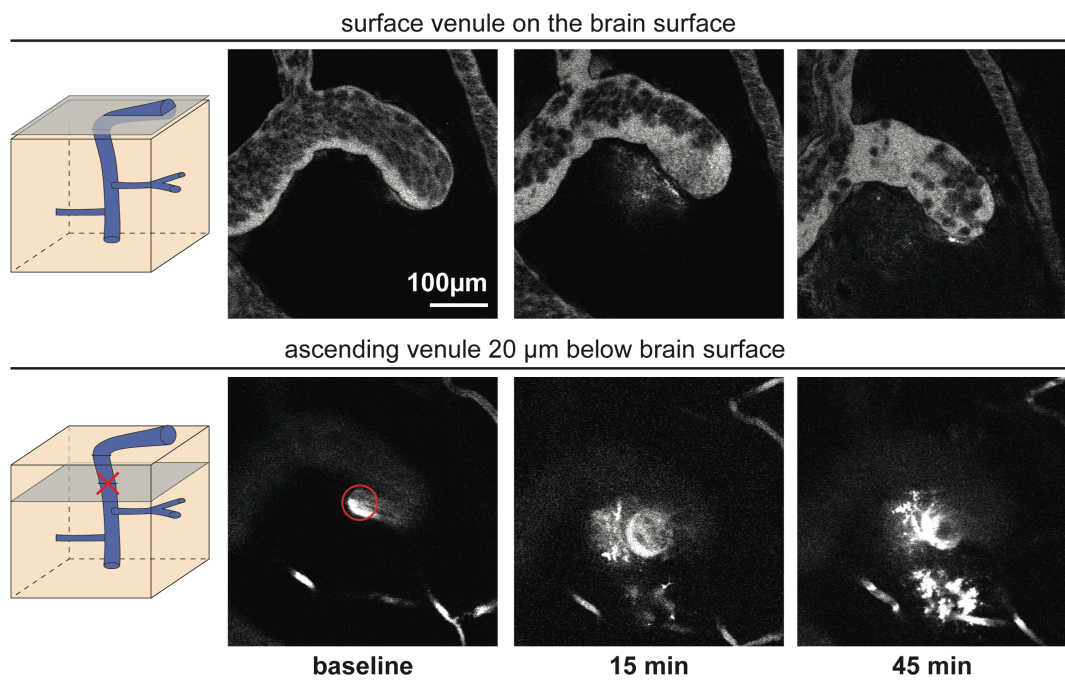 surface venule on the brain surface
100µm
ascending venule 20 µm below brain surface
baseline
15 min
45 min